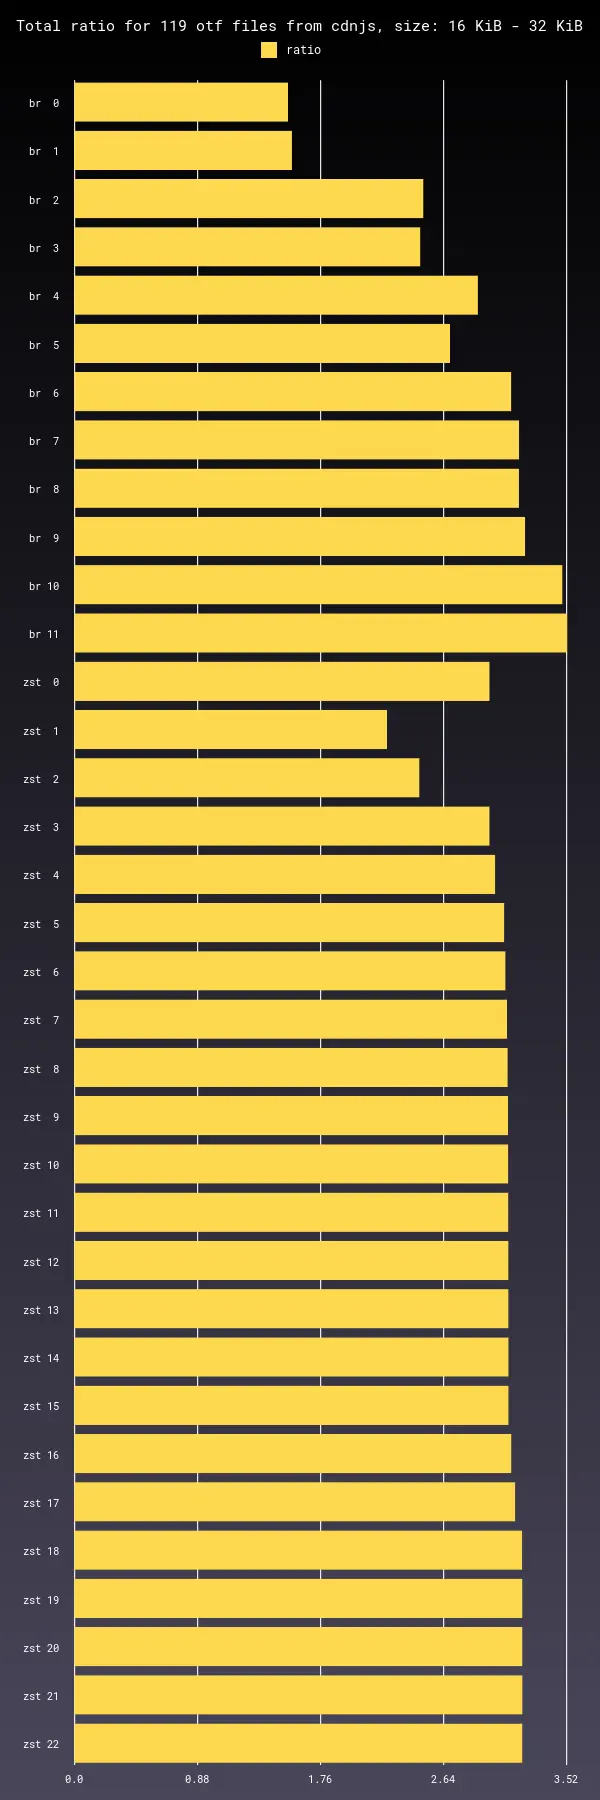 Total ratio for 119 otf files from cdnjs, size: 16 KiB - 32 KiB
ratio
br  0
br  1
br  2
br  3
br  4
br  5
br  6
br  7
br  8
br  9
br 10
br 11
zst  0
zst  1
zst  2
zst  3
zst  4
zst  5
zst  6
zst  7
zst  8
zst  9
zst 10
zst 11
zst 12
zst 13
zst 14
zst 15
zst 16
zst 17
zst 18
zst 19
zst 20
zst 21
zst 22
0.0 0.88 1.76 2.64 3.52